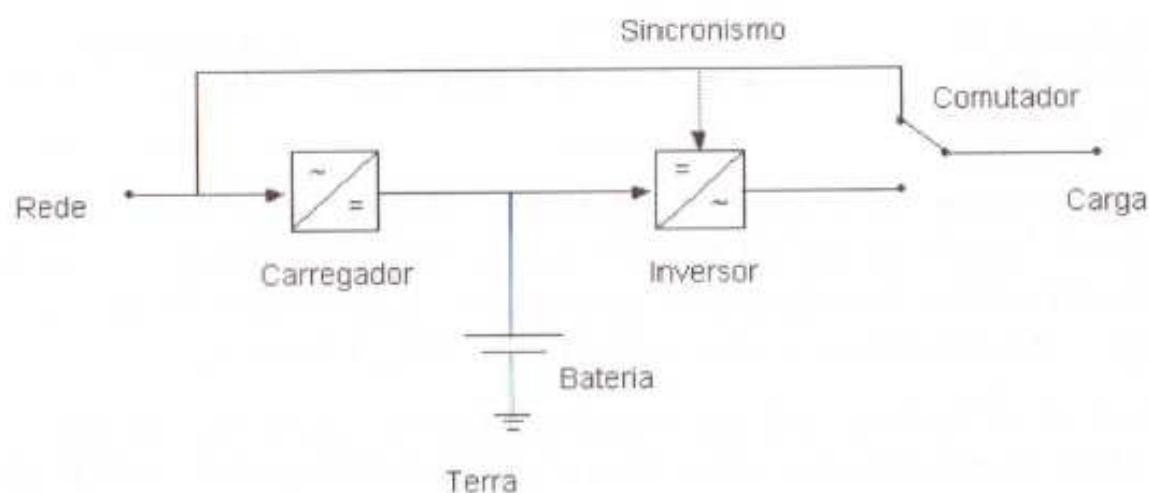 Sincronismo
Comutador
Rede
~
=
=
~
Carga
Carregador
Inversor
Bateria
Terra